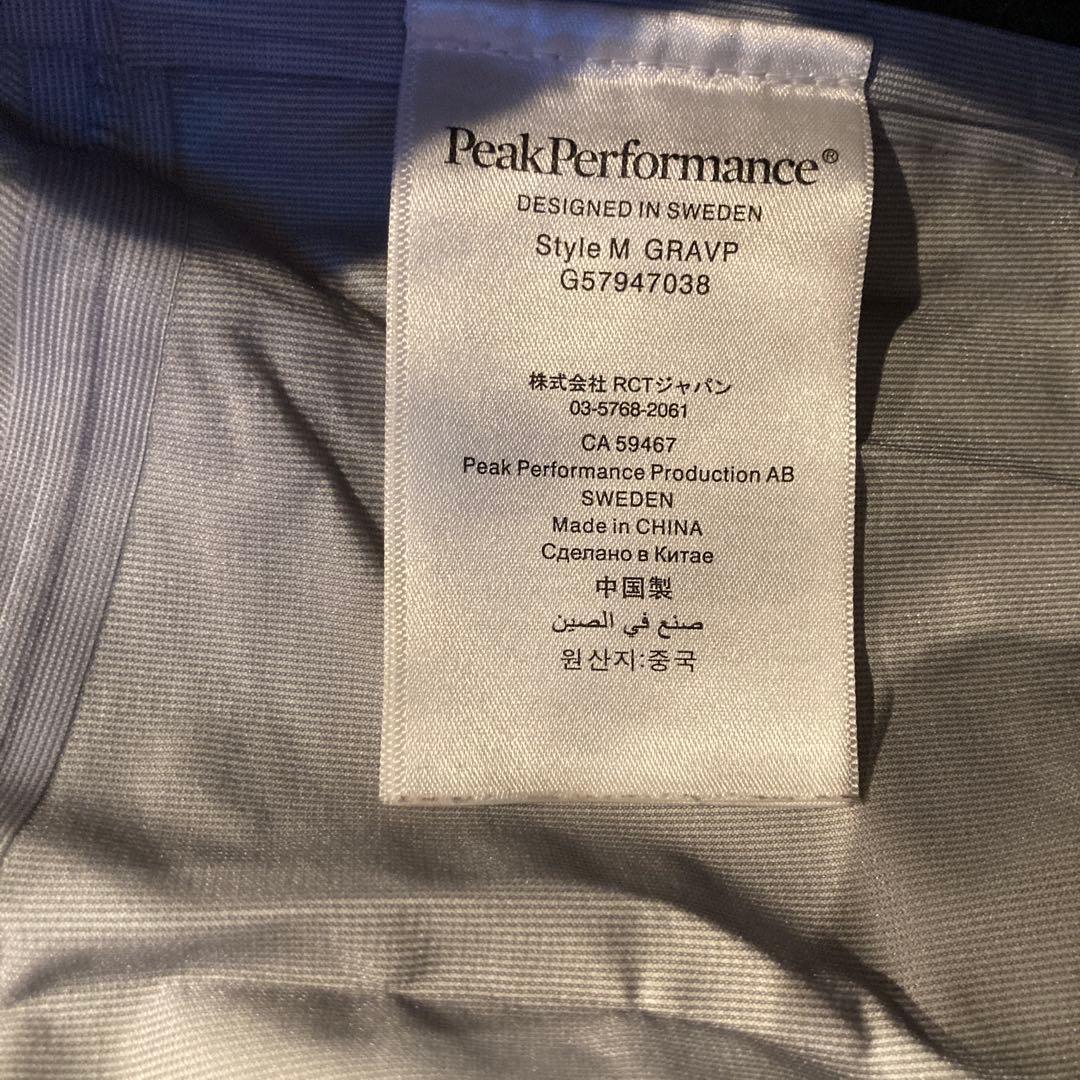 PeakPerformance®
DESIGNED IN SWEDEN
Style M GRAVP
G57947038
株式会社 RCTジャパン
03-5768-2061
CA 59467
Peak Performance Production AB
SWEDEN
Made in CHINA
Сделано в Китае
中国製
صنع في الصين
원산지:중국